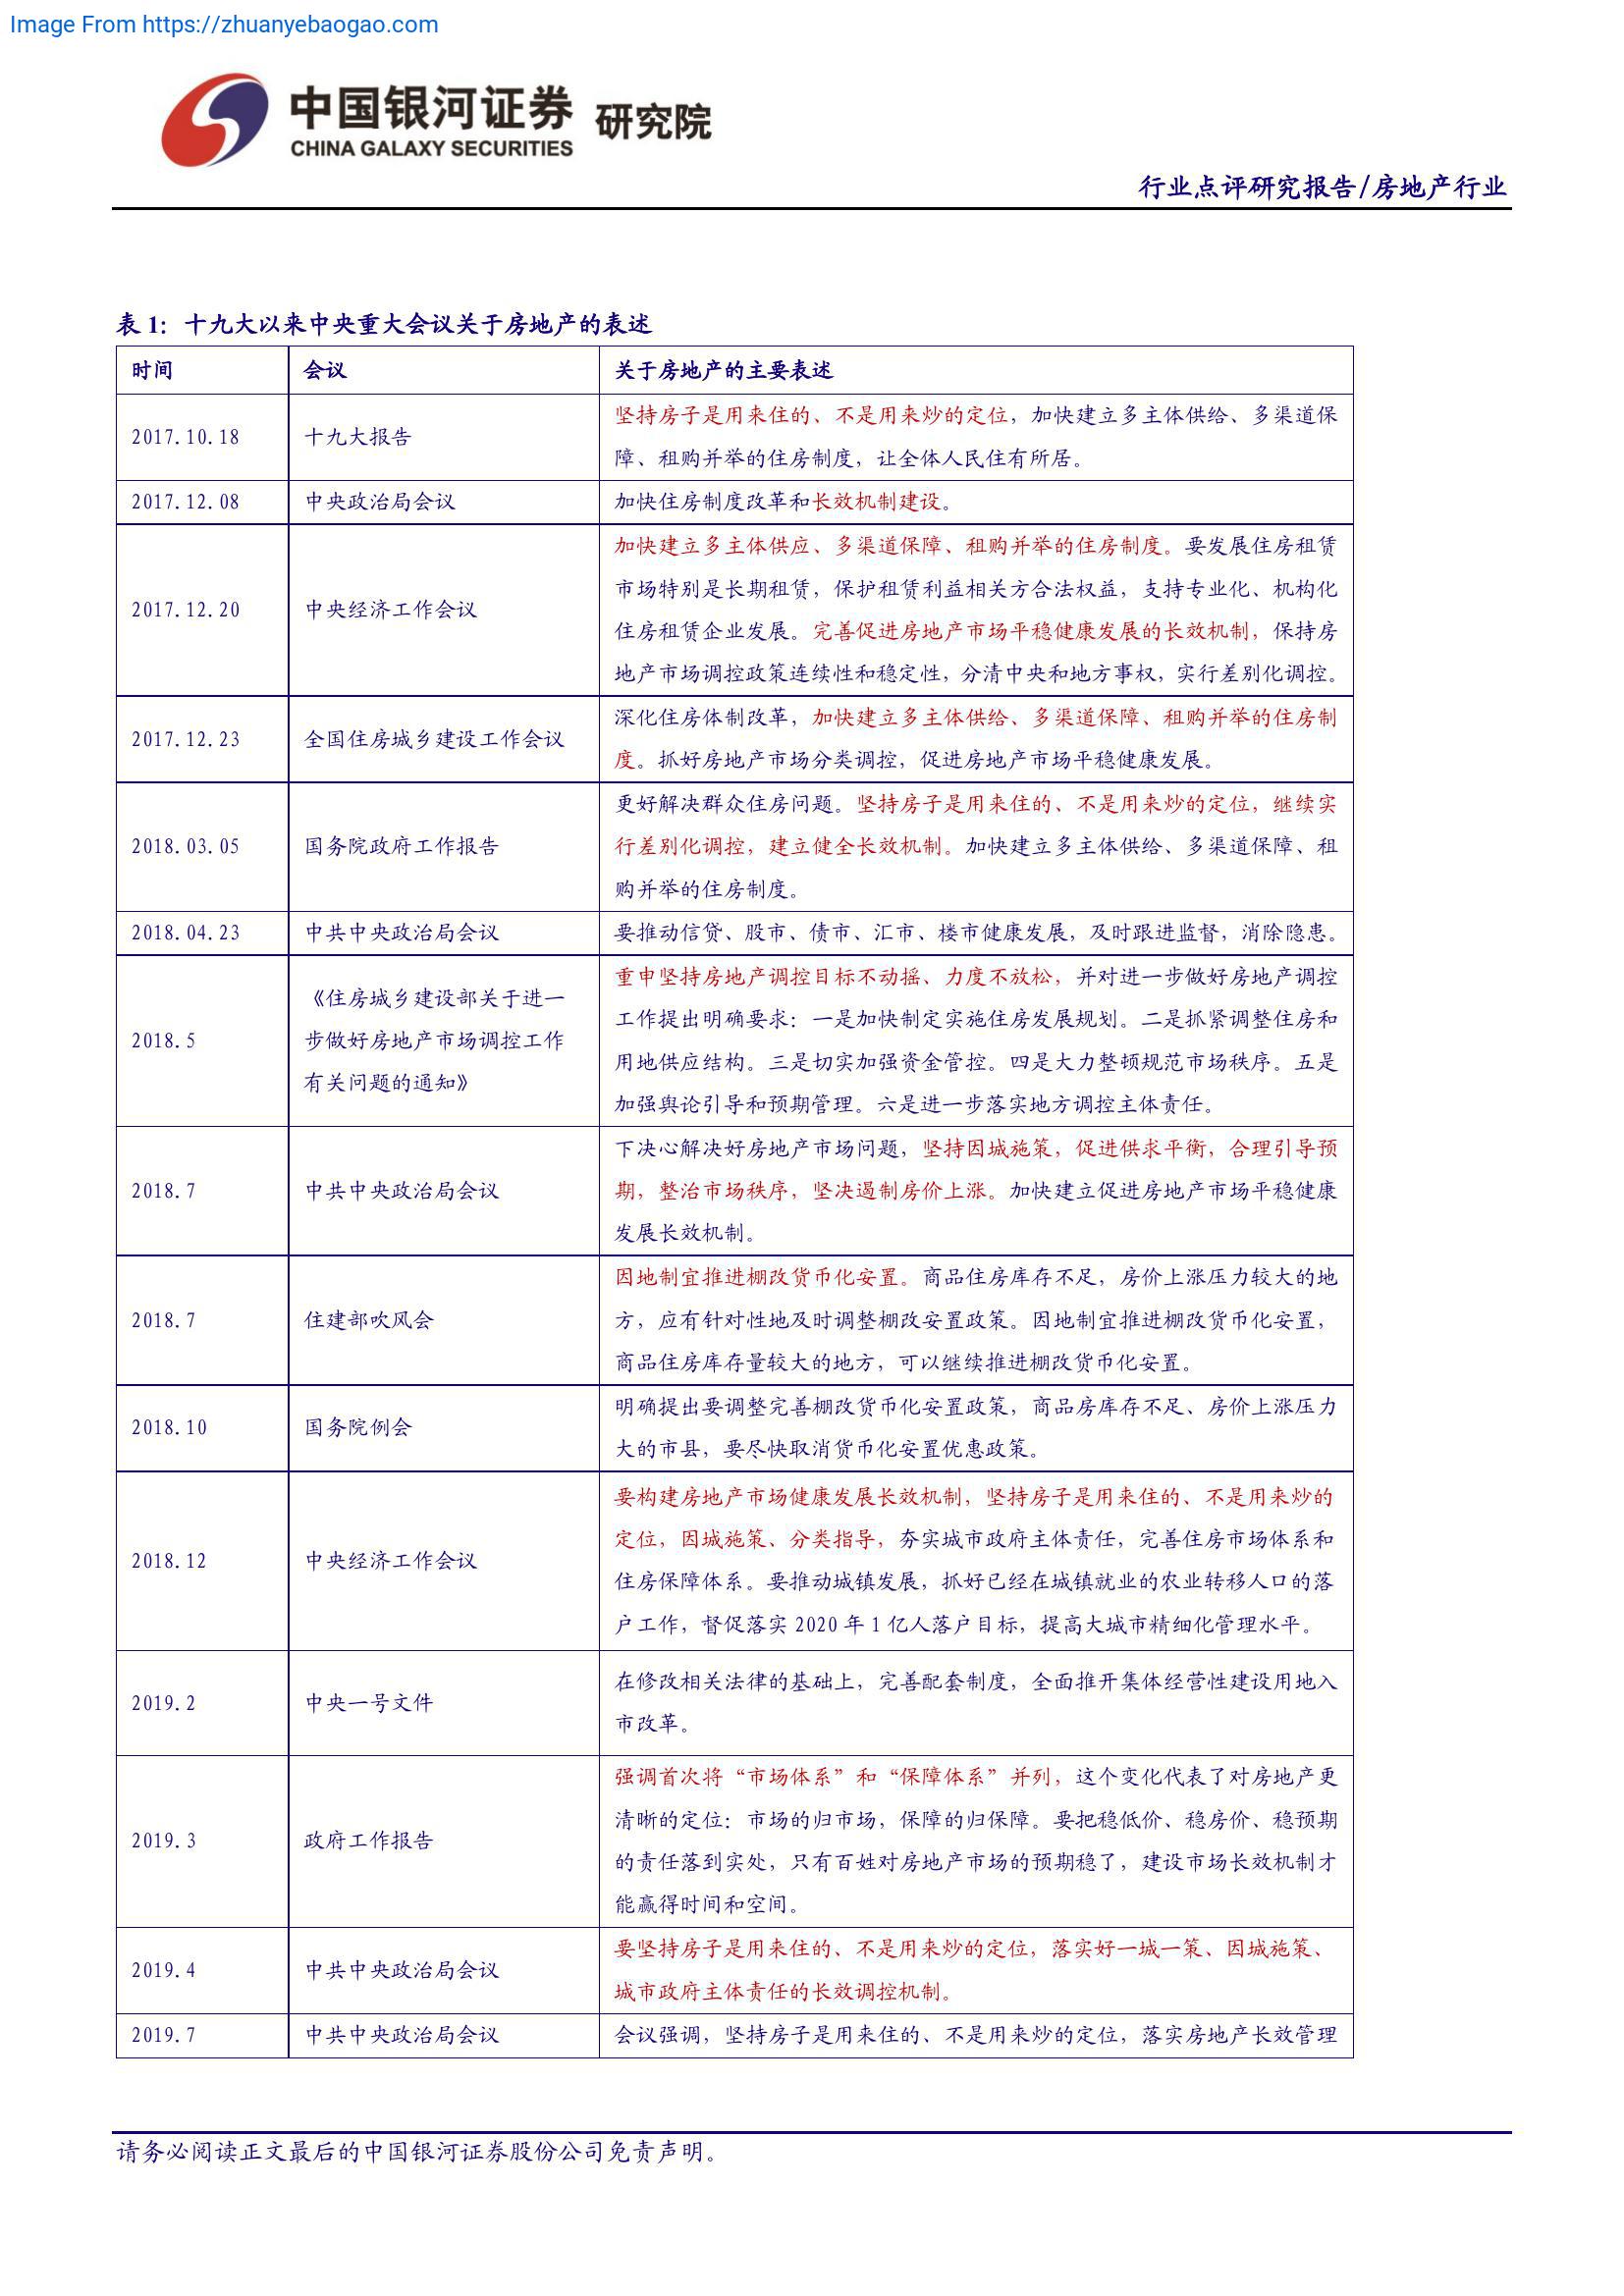 Image From https://zhuanyebaogao.com
中国银河证券 研究院
CHINA GALAXY SECURITIES
行业点评研究报告/房地产行业
表 1：十九大以来中央重大会议关于房地产的表述
时间 会议 关于房地产的主要表述
2017.10.18 十九大报告
坚持房子是用来住的、不是用来炒的定位，加快建立多主体供给、多渠道保
障、租购并举的住房制度，让全体人民住有所居。
2017.12.08 中央政治局会议 加快住房制度改革和长效机制建设。
2017.12.20 中央经济工作会议
加快建立多主体供应、多渠道保障、租购并举的住房制度。要发展住房租赁
市场特别是长期租赁，保护租赁利益相关方合法权益，支持专业化、机构化
住房租赁企业发展。完善促进房地产市场平稳健康发展的长效机制，保持房
地产市场调控政策连续性和稳定性，分清中央和地方事权，实行差别化调控。
2017.12.23 全国住房城乡建设工作会议
深化住房体制改革，加快建立多主体供给、多渠道保障、租购并举的住房制
度。抓好房地产市场分类调控，促进房地产市场平稳健康发展。
2018.03.05 国务院政府工作报告
更好解决群众住房问题。坚持房子是用来住的、不是用来炒的定位，继续实
行差别化调控，建立健全长效机制。加快建立多主体供给、多渠道保障、租
购并举的住房制度。
2018.04.23 中共中央政治局会议 要推动信贷、股市、债市、汇市、楼市健康发展，及时跟进监督，消除隐患。
2018.5
《住房城乡建设部关于进一
步做好房地产市场调控工作
有关问题的通知》
重申坚持房地产调控目标不动摇、力度不放松，并对进一步做好房地产调控
工作提出明确要求：一是加快制定实施住房发展规划。二是抓紧调整住房和
用地供应结构。三是切实加强资金管控。四是大力整顿规范市场秩序。五是
加强舆论引导和预期管理。六是进一步落实地方调控主体责任。
2018.7 中共中央政治局会议
下决心解决好房地产市场问题，坚持因城施策，促进供求平衡，合理引导预
期，整治市场秩序，坚决遏制房价上涨。加快建立促进房地产市场平稳健康
发展长效机制。
2018.7 住建部吹风会
因地制宜推进棚改货币化安置。商品住房库存不足，房价上涨压力较大的地
方，应有针对性地及时调整棚改安置政策。因地制宜推进棚改货币化安置，
商品住房库存量较大的地方，可以继续推进棚改货币化安置。
2018.10 国务院例会
明确提出要调整完善棚改货币化安置政策，商品房库存不足、房价上涨压力
大的市县，要尽快取消货币化安置优惠政策。
2018.12 中央经济工作会议
要构建房地产市场健康发展长效机制，坚持房子是用来住的、不是用来炒的
定位，因城施策、分类指导，夯实城市政府主体责任，完善住房市场体系和
住房保障体系。要推动城镇发展，抓好已经在城镇就业的农业转移人口的落
户工作，督促落实 2020 年 1 亿人落户目标，提高大城市精细化管理水平。
2019.2 中央一号文件
在修改相关法律的基础上，完善配套制度，全面推开集体经营性建设用地入
市改革。
2019.3 政府工作报告
强调首次将“市场体系”和“保障体系”并列，这个变化代表了对房地产更
清晰的定位：市场的归市场，保障的归保障。要把稳低价、稳房价、稳预期
的责任落到实处，只有百姓对房地产市场的预期稳了，建设市场长效机制才
能赢得时间和空间。
2019.4 中共中央政治局会议
要坚持房子是用来住的、不是用来炒的定位，落实好一城一策、因城施策、
城市政府主体责任的长效调控机制。
2019.7 中共中央政治局会议 会议强调，坚持房子是用来住的、不是用来炒的定位，落实房地产长效管理
请务必阅读正文最后的中国银河证券股份公司免责声明。